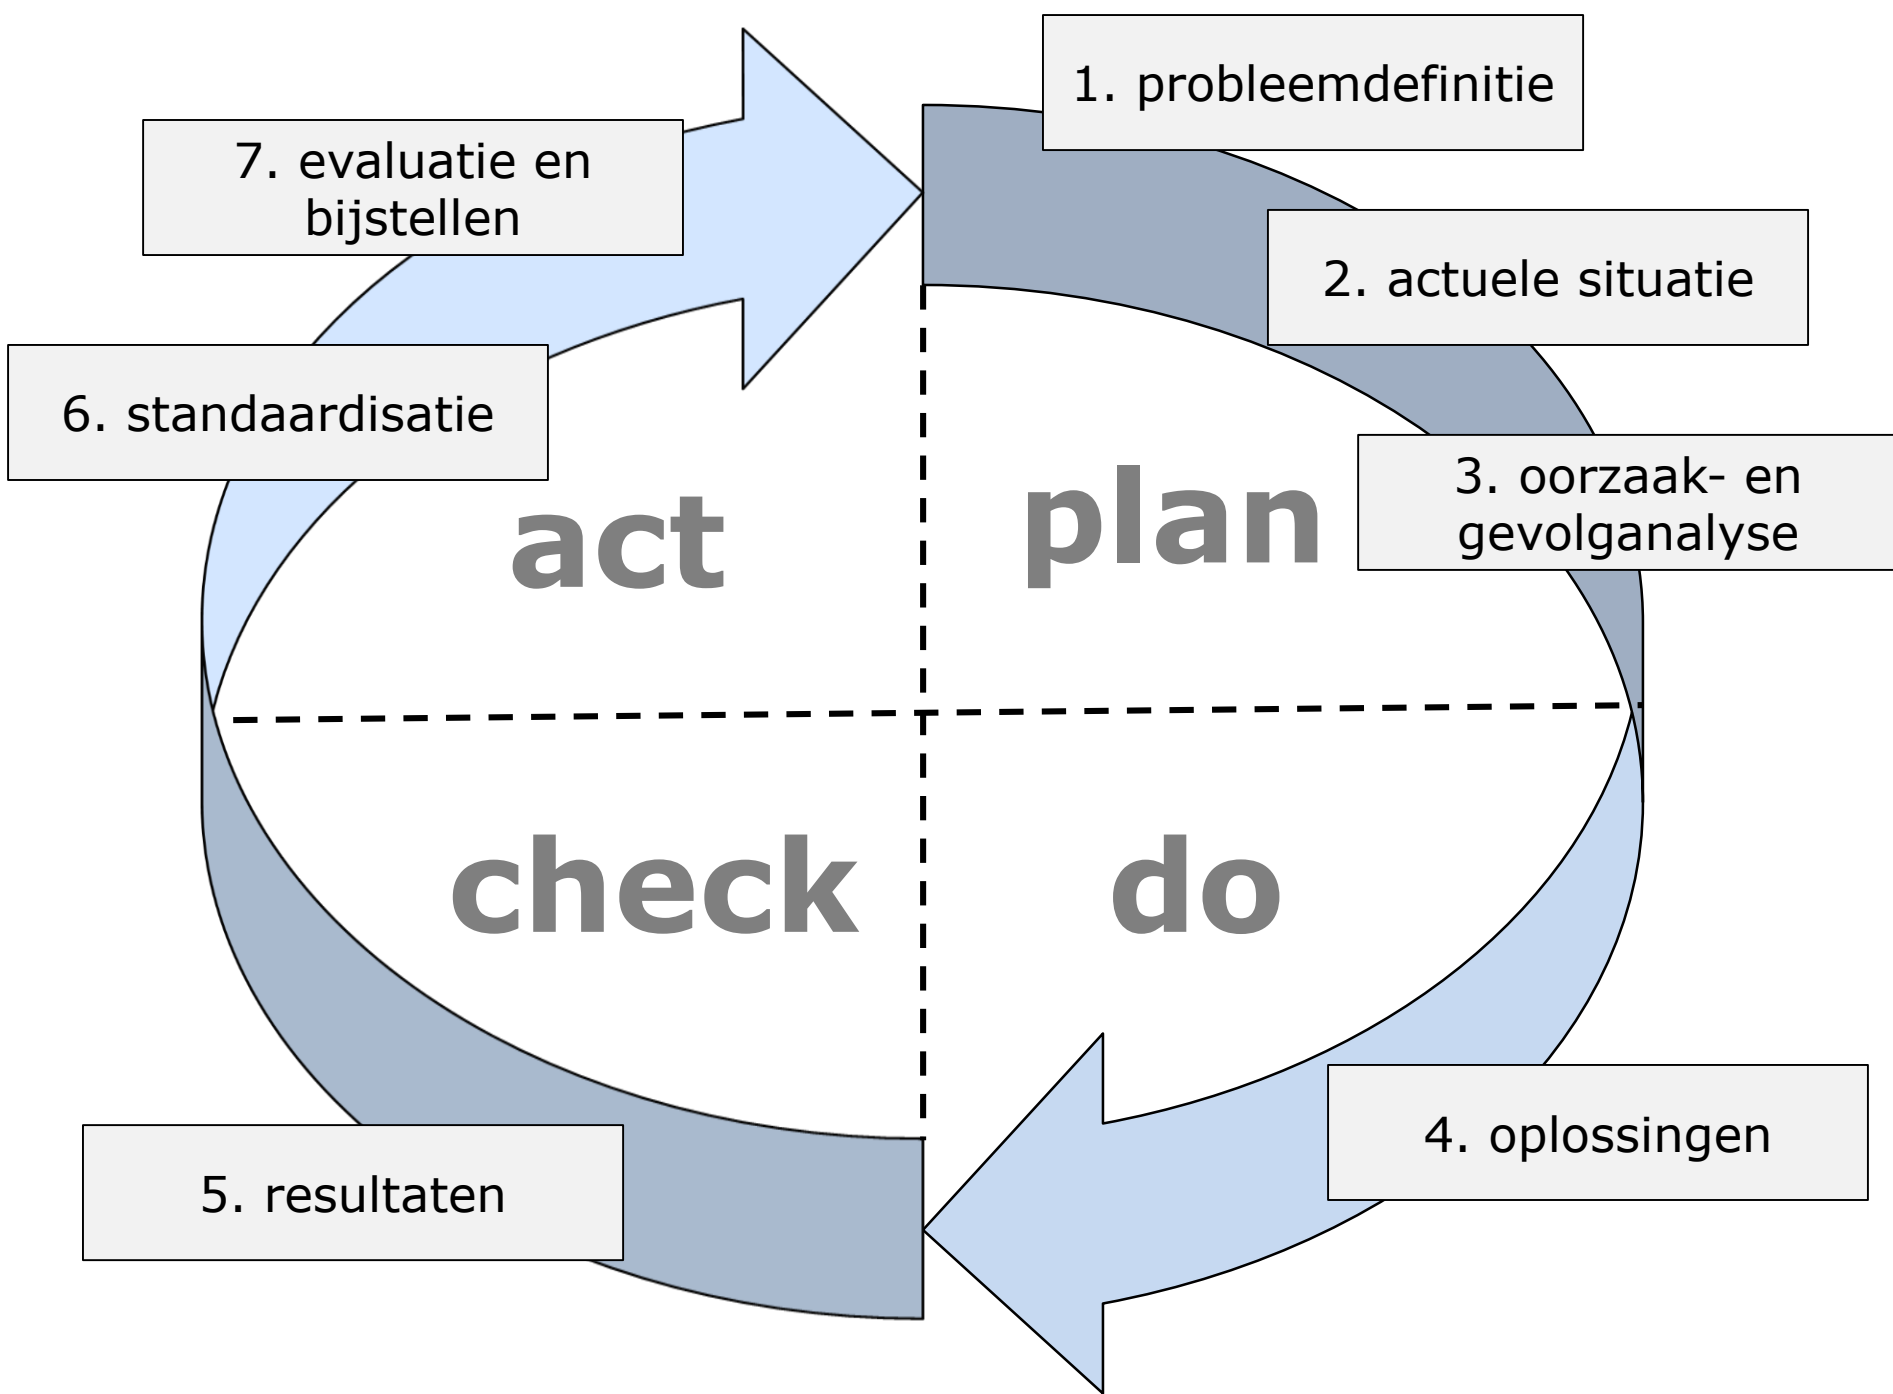 1. probleemdefinitie
2. actuele situatie
3. oorzaak- en
gevolganalyse
4. oplossingen
5. resultaten
6. standaardisatie
7. evaluatie en
bijstellen
act
plan
check
do